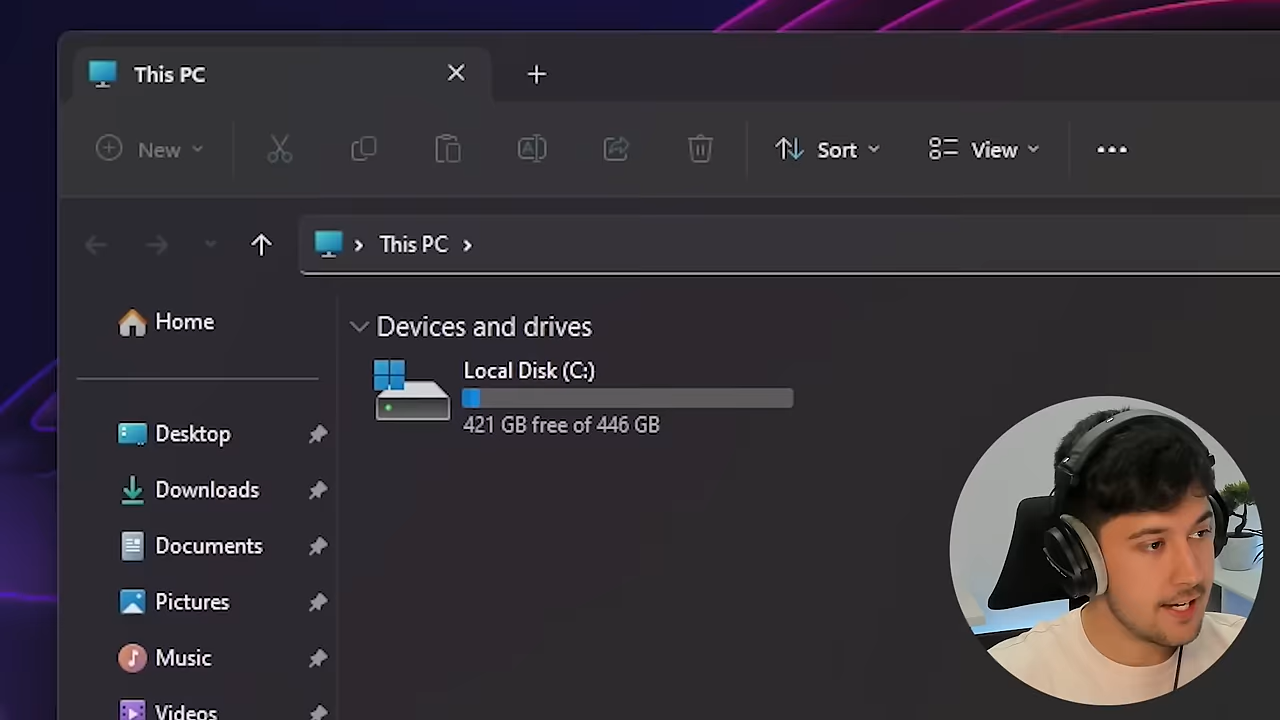 This PC
New
Sort
View
This PC
Home
Devices and drives
Local Disk (C:)
421 GB free of 446 GB
Desktop
Downloads
Documents
Pictures
Music
Videos